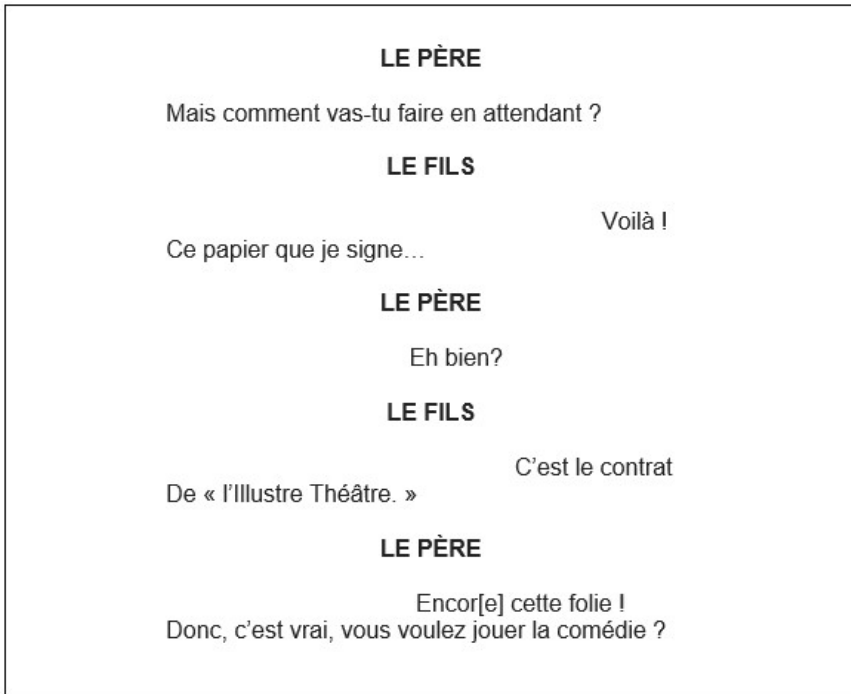 LE PÈRE
Mais comment vas-tu faire en attendant ?
LE FILS
Voilà !
Ce papier que je signe…
LE PÈRE
Eh bien?
LE FILS
C’est le contrat
De « l’Illustre Théâtre. »
LE PÈRE
Encor[e] cette folie !
Donc, c’est vrai, vous voulez jouer la comédie ?